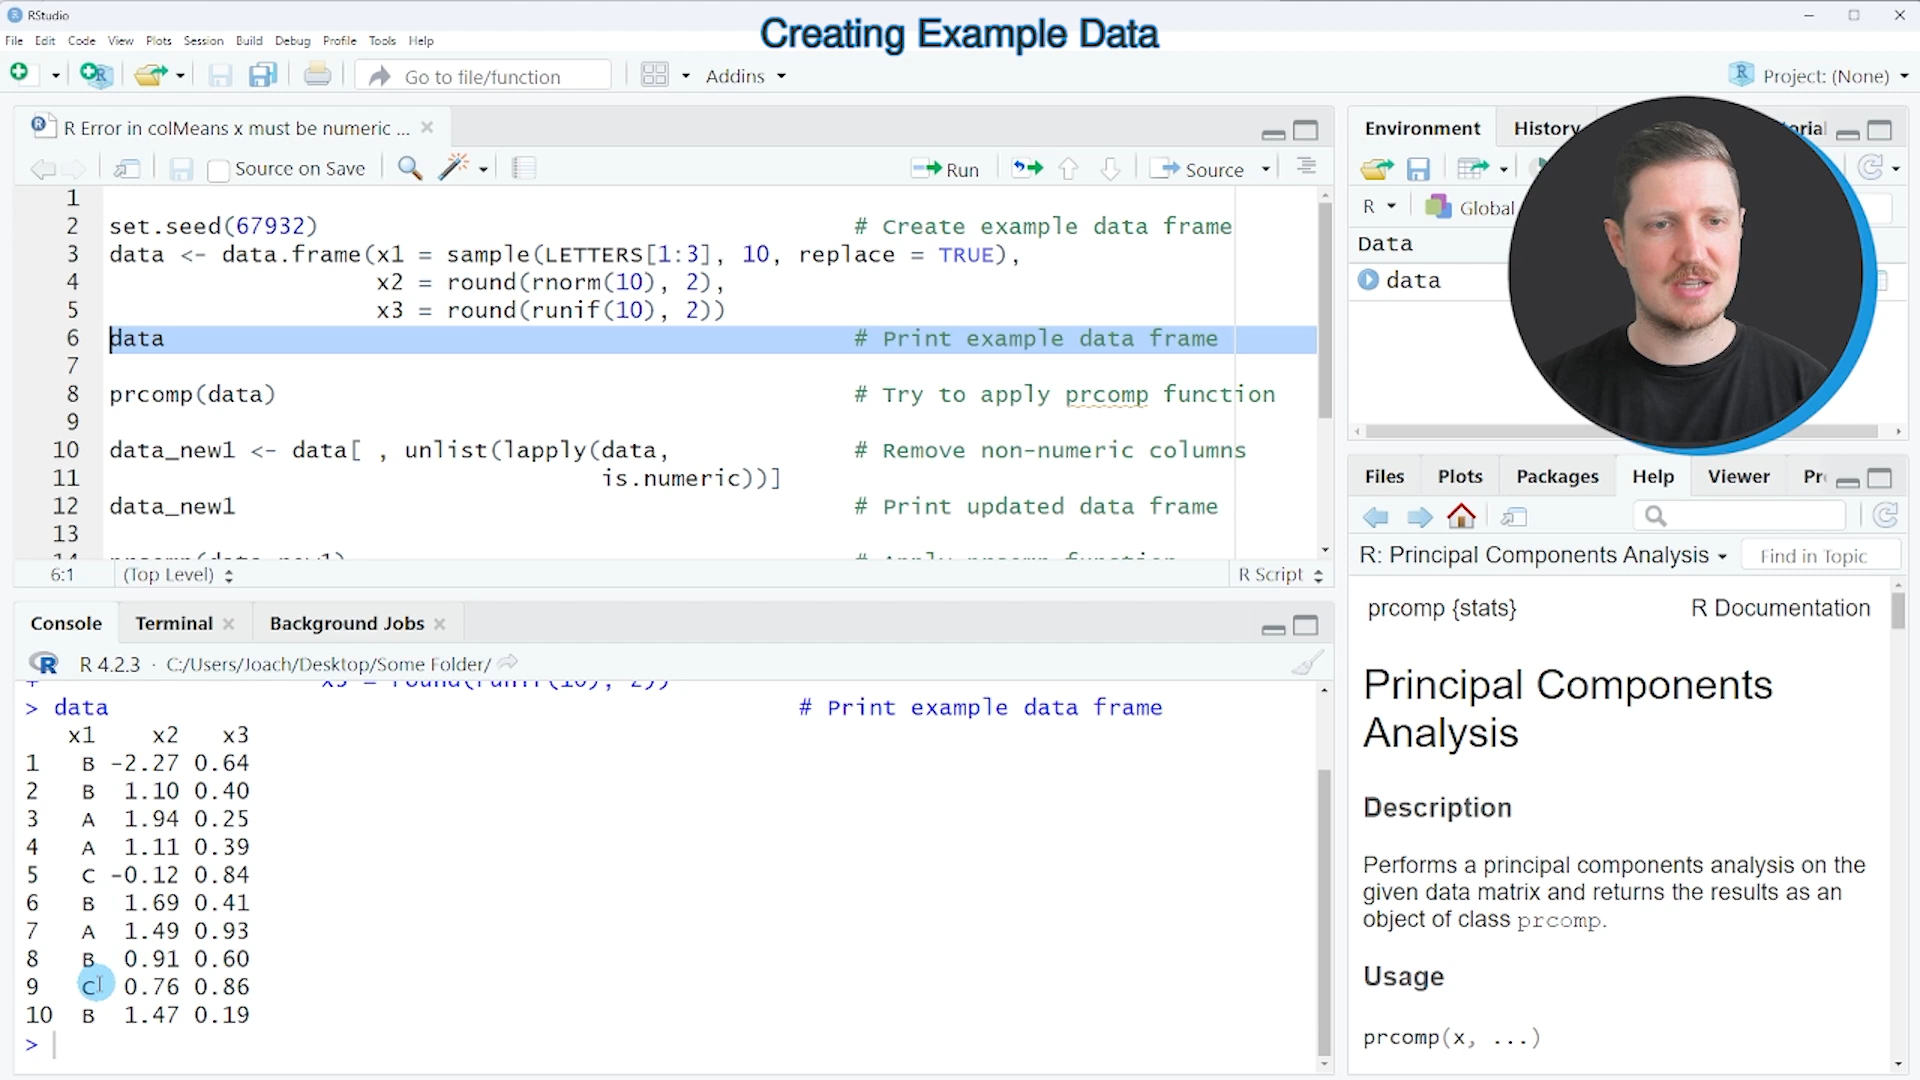 RStudio
Creating Example Data
File Edit Code View Plots Session Build Debug Profile Tools Help
Go to file/function Addins Project: (None)
R Error in colMeans x must be numeric ...
Environment History
Source on Save Run Source
R Global
1
2 set.seed(67932) # Create example data frame
3 data <- data.frame(x1 = sample(LETTERS[1:3], 10, replace = TRUE),
4 x2 = round(rnorm(10), 2),
5 x3 = round(runif(10), 2))
6 data # Print example data frame
7
8 prcomp(data) # Try to apply prcomp function
9
10 data_new1 <- data[ , unlist(lapply(data, # Remove non-numeric columns
11 is.numeric))]
12 data_new1 # Print updated data frame
13
14 prcomp(data_new1) # Apply prcomp function
6:1 (Top Level) R Script
Data
data
Console Terminal Background Jobs
R 4.2.3 · C:/Users/Joach/Desktop/Some Folder/
+ x3 = round(runif(10), 2))
> data # Print example data frame
x1 x2 x3
1 B -2.27 0.64
2 B 1.10 0.40
3 A 1.94 0.25
4 A 1.11 0.39
5 C -0.12 0.84
6 B 1.69 0.41
7 A 1.49 0.93
8 B 0.91 0.60
9 C 0.76 0.86
10 B 1.47 0.19
>
Files Plots Packages Help Viewer
R: Principal Components Analysis Find in Topic
prcomp {stats} R Documentation
Principal Components
Analysis
Description
Performs a principal components analysis on the
given data matrix and returns the results as an
object of class prcomp.
Usage
prcomp(x, ...)